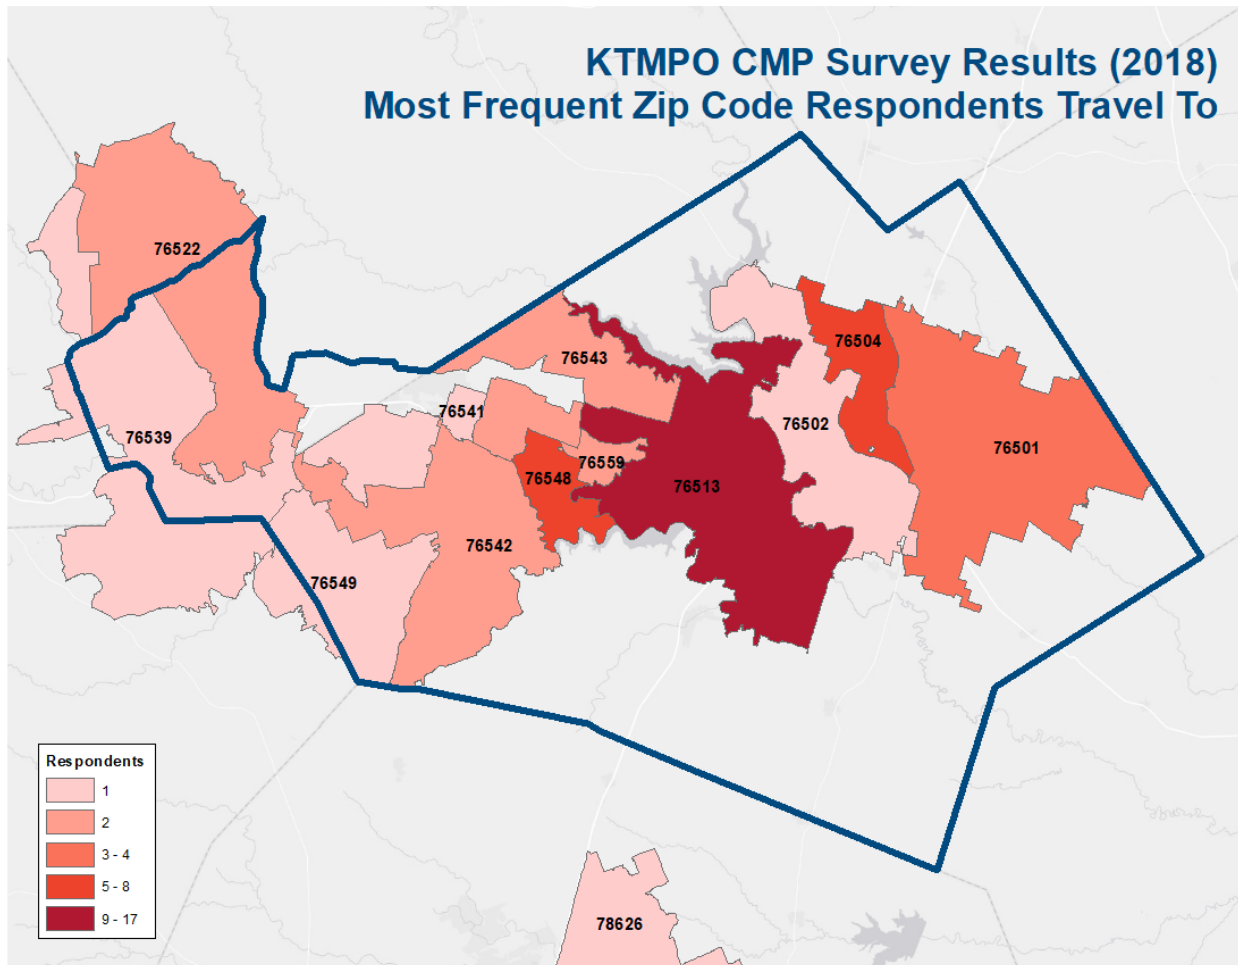 KTMPO CMP Survey Results (2018)
Most Frequent Zip Code Respondents Travel To
76522
76504
76543
76541
76502
76539
76501
76559
76548
76513
76542
76549
Respondents
1
2
3 - 4
5 - 8
9 - 17
78626